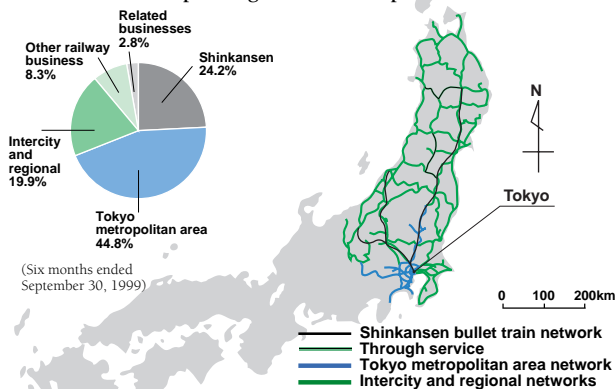 Related
businesses
2.8%
Other railway
business
8.3%
Shinkansen
24.2%
Intercity
and
regional
19.9%
Tokyo
metropolitan area
44.8%
(Six months ended
September 30, 1999)
N
Tokyo
0 100 200km
Shinkansen bullet train network
Through service
Tokyo metropolitan area network
Intercity and regional networks